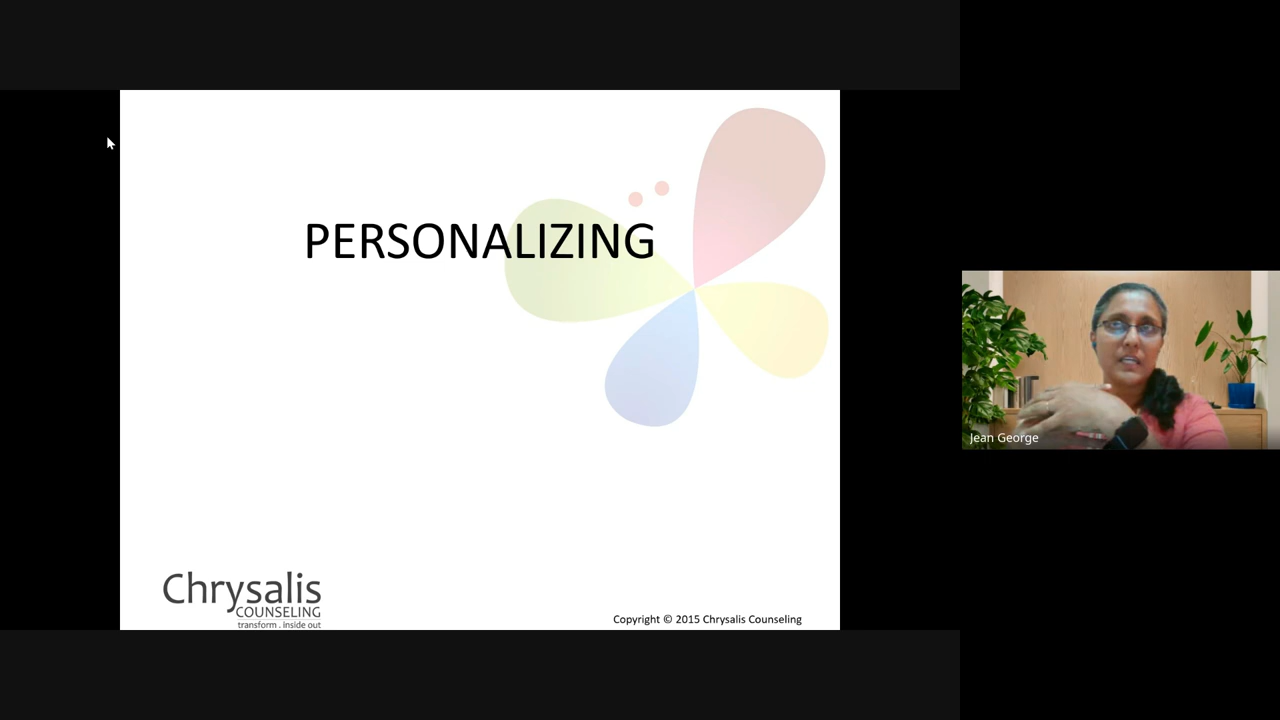 PERSONALIZING
Jean George
Chrysalis
COUNSELING
transform . inside out
Copyright © 2015 Chrysalis Counseling